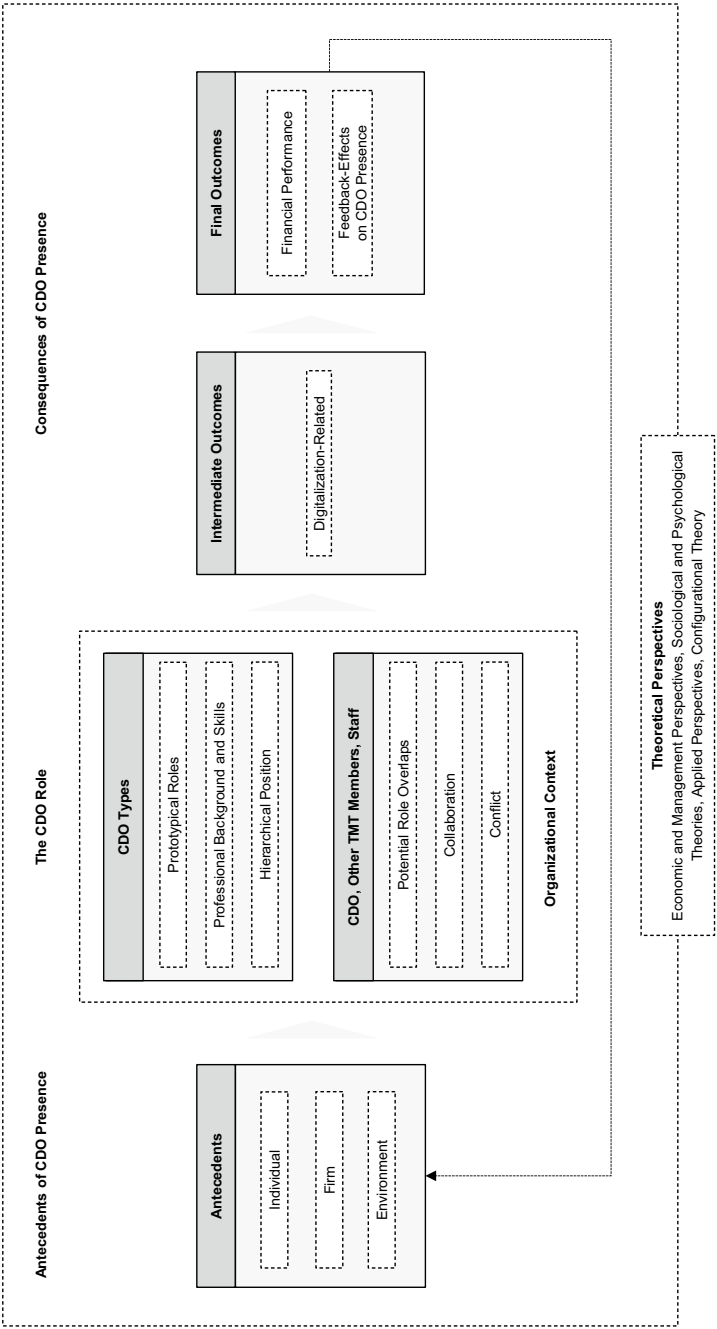 Antecedents of CDO Presence
The CDO Role
Consequences of CDO Presence
Antecedents
Individual
Firm
Environment
CDO Types
Prototypical Roles
Professional Background and Skills
Hierarchical Position
CDO, Other TMT Members, Staff
Potential Role Overlaps
Collaboration
Conflict
Organizational Context
Intermediate Outcomes
Digitalization-Related
Final Outcomes
Financial Performance
Feedback-Effects
on CDO Presence
Theoretical Perspectives
Economic and Management Perspectives, Sociological and Psychological
Theories, Applied Perspectives, Configurational Theory